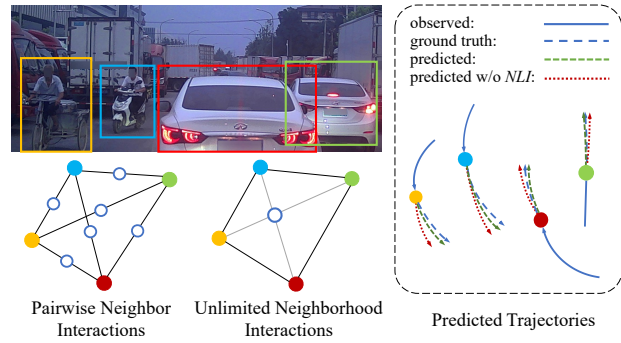 observed:
ground truth:
predicted:
predicted w/o NLI:
Pairwise Neighbor
Interactions
Unlimited Neighborhood
Interactions
Predicted Trajectories